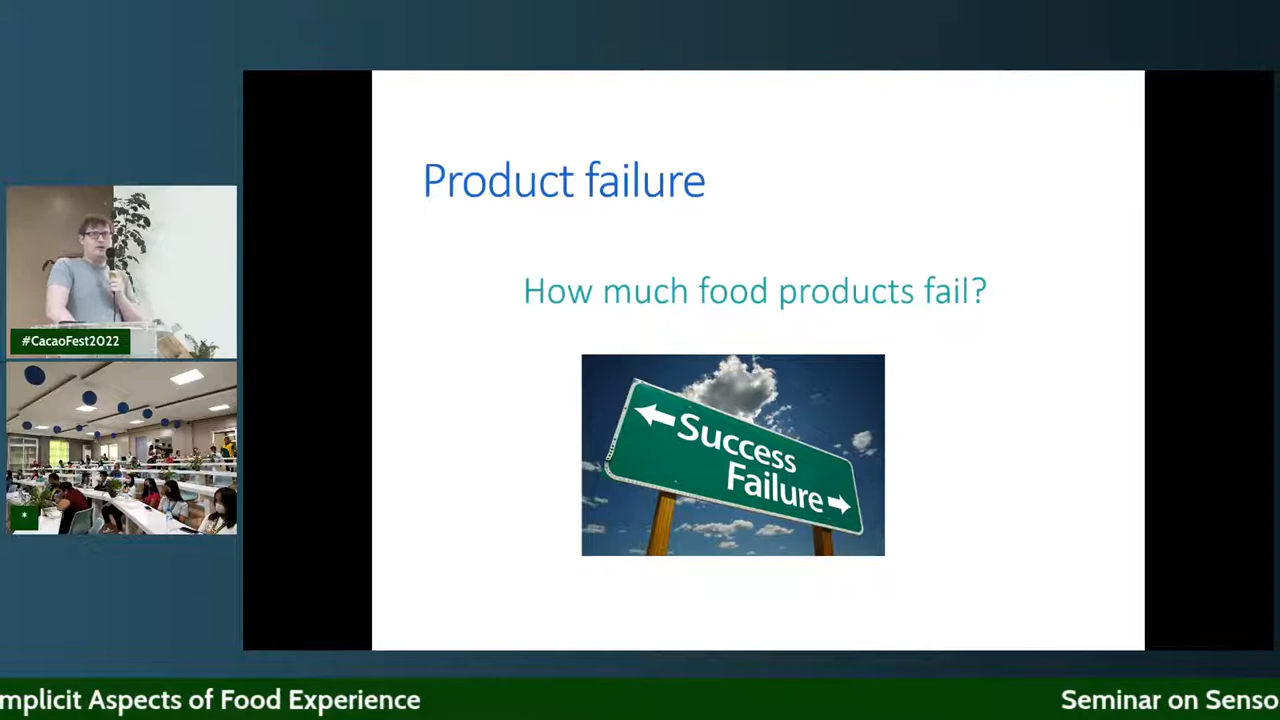 Product failure
How much food products fail?
Success
Failure
#CacaoFest2022
mplicit Aspects of Food Experience
Seminar on Senso